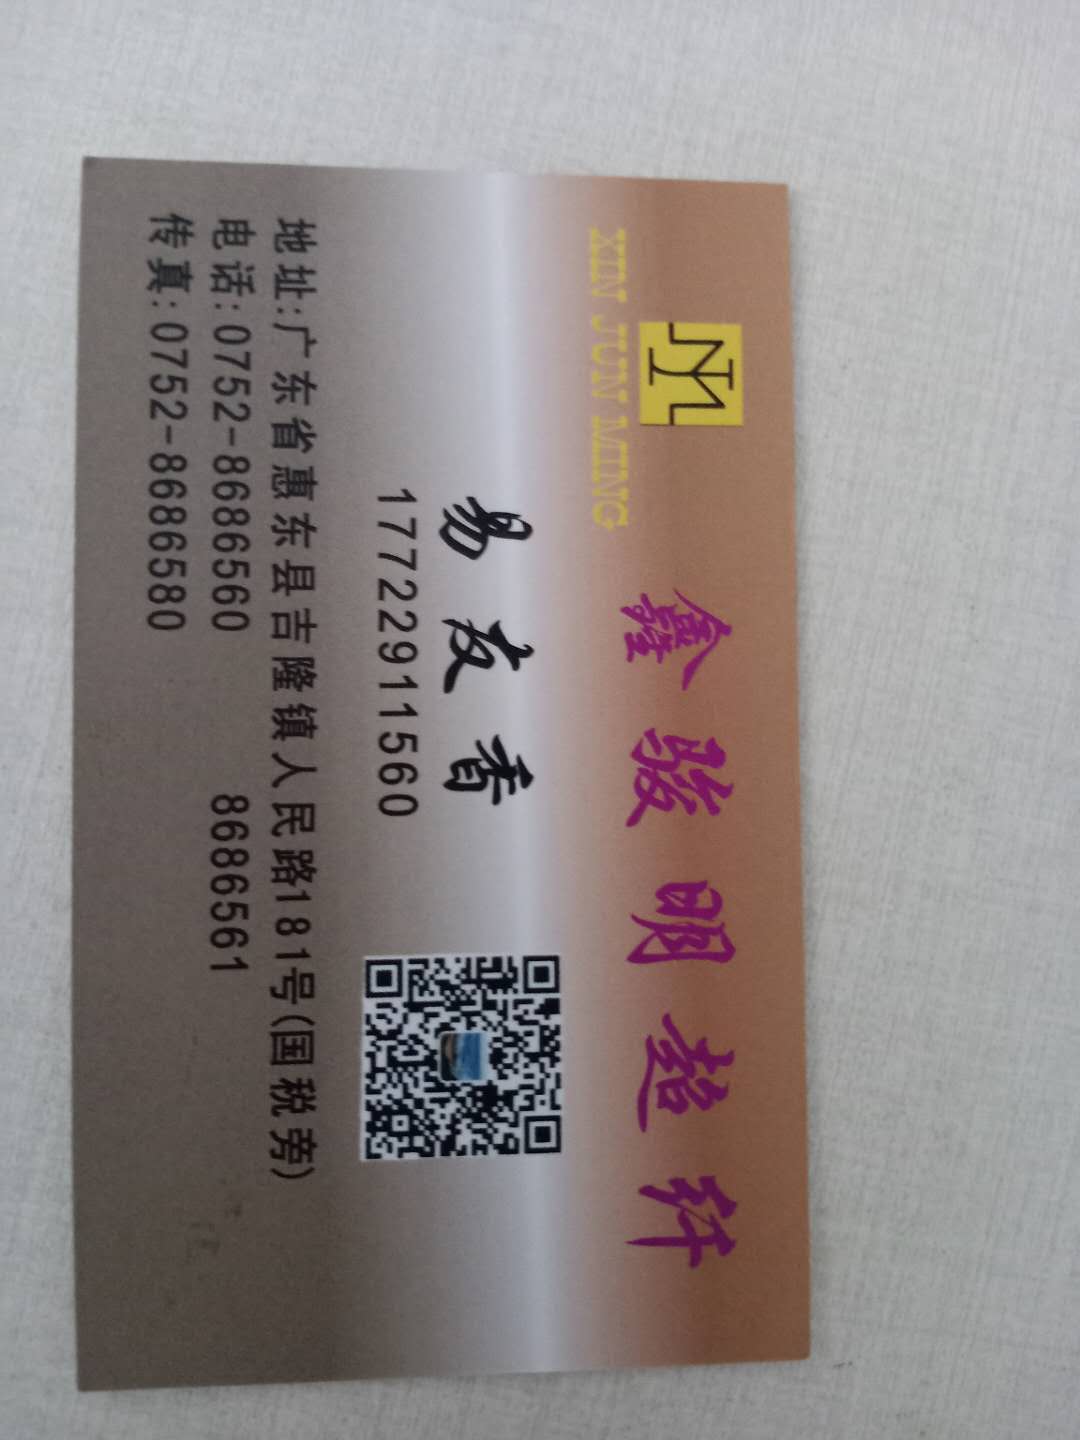 XIN JUN MING
鑫骏明超纤
易友香
17722911560
地址:广东省惠东县吉隆镇人民路181号(国税旁)
电话:0752-8686560 8686561
传真:0752-8686580